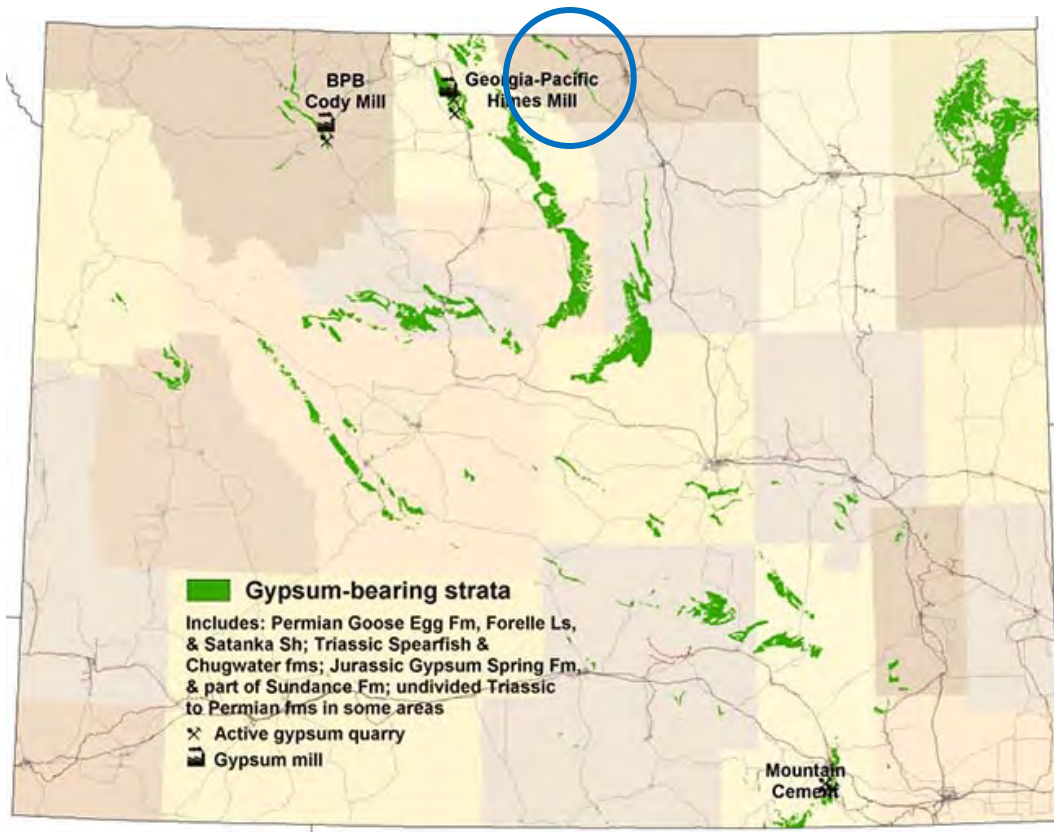 BPB
Cody Mill
Georgia-Pacific
Himes Mill
Gypsum-bearing strata
Includes: Permian Goose Egg Fm, Forelle Ls,
& Satanka Sh; Triassic Spearfish &
Chugwater fms; Jurassic Gypsum Spring Fm,
& part of Sundance Fm; undivided Triassic
to Permian fms in some areas
Active gypsum quarry
Gypsum mill
Mountain
Cement